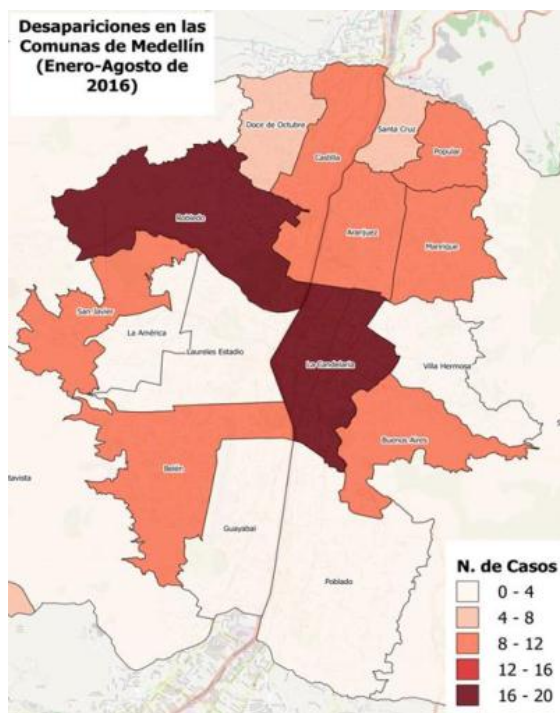 Desapariciones en las
Comunas de Medellín
(Enero-Agosto de
2016)
Doce de Octubre
Santa Cruz
Castilla
Popular
Robledo
Aranjuez
Manrique
San Javier
La América
Laureles Estadio
La Candelaria
Villa Hermosa
Buenos Aires
Belén
tavista
Guayabal
Poblado
N. de Casos
0 - 4
4 - 8
8 - 12
12 - 16
16 - 20